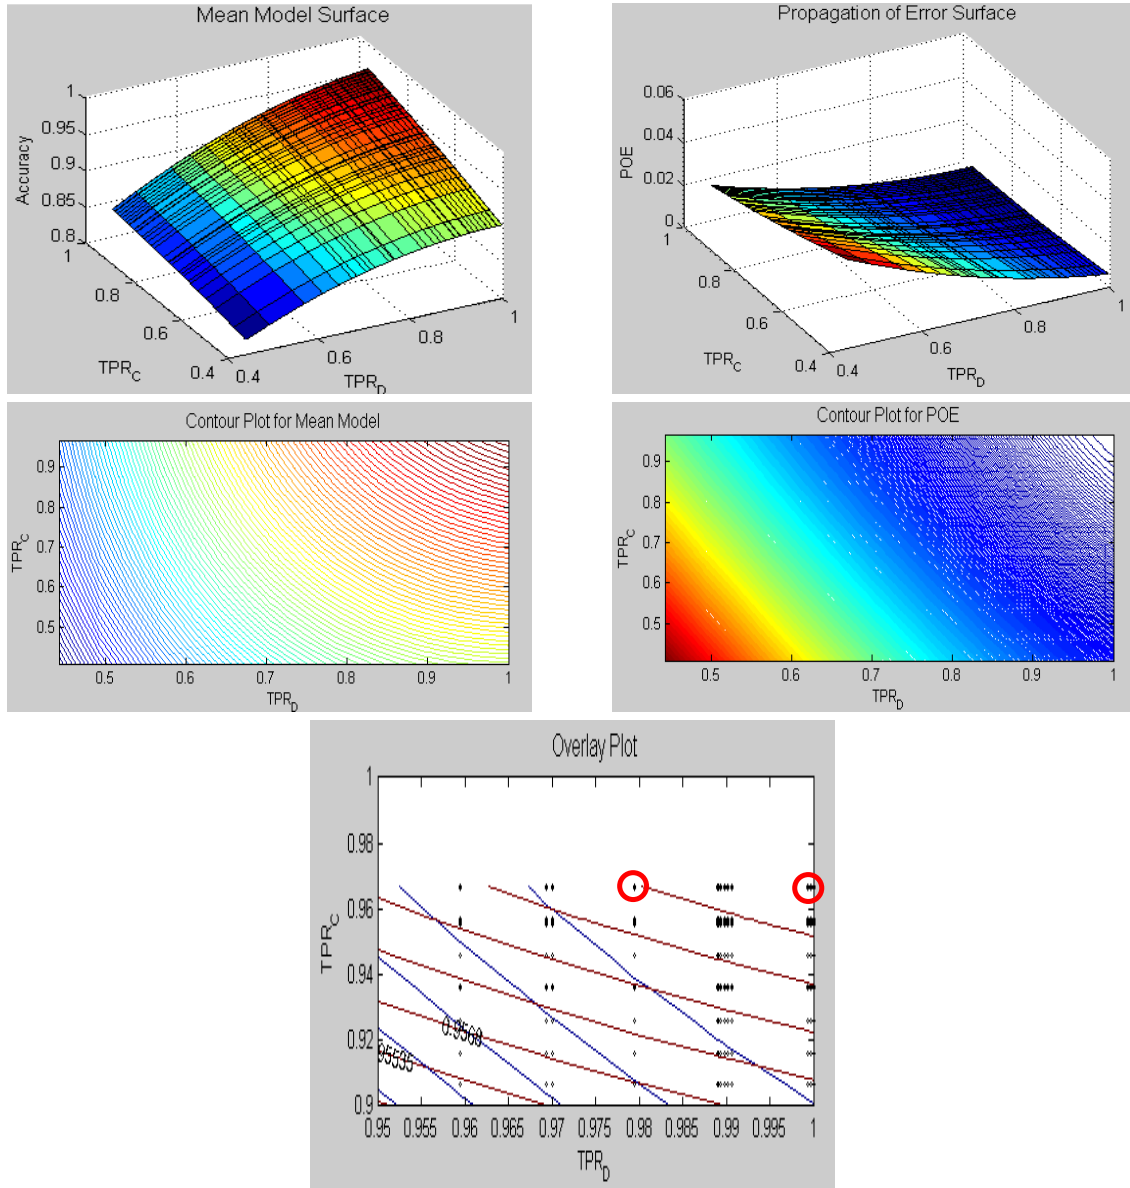 Mean Model Surface
Accuracy
1
0.95
0.9
0.85
0.8
1
0.8
0.6
0.4
TPR_C
0.4
0.6
0.8
1
TPR_D
Propagation of Error Surface
POE
0.06
0.04
0.02
0
1
0.8
0.6
0.4
TPR_C
0.4
0.6
0.8
1
TPR_D
Contour Plot for Mean Model
TPR_C
0.9
0.8
0.7
0.6
0.5
0.5 0.6 0.7 0.8 0.9 1
TPR_D
Contour Plot for POE
TPR_C
0.9
0.8
0.7
0.6
0.5
0.5 0.6 0.7 0.8 0.9 1
TPR_D
Overlay Plot
TPR_C
1
0.98
0.96
0.94
0.92
0.9
0.9568
95535
0.95 0.955 0.96 0.965 0.97 0.975 0.98 0.985 0.99 0.995 1
TPR_D